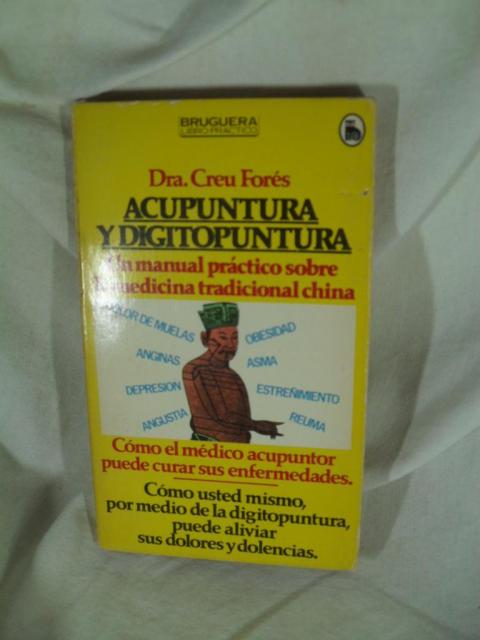 BRUGUERA
LIBRO PRACTICO
Dra. Creu Forés
ACUPUNTURA
Y DIGITOPUNTURA
Un manual práctico sobre
la medicina tradicional china
DOLOR DE MUELAS
OBESIDAD
ANGINAS
ASMA
DEPRESION
ESTREÑIMIENTO
ANGUSTIA
REUMA
Cómo el médico acupuntor
puede curar sus enfermedades.
Cómo usted mismo,
por medio de la digitopuntura,
puede aliviar
sus dolores y dolencias.